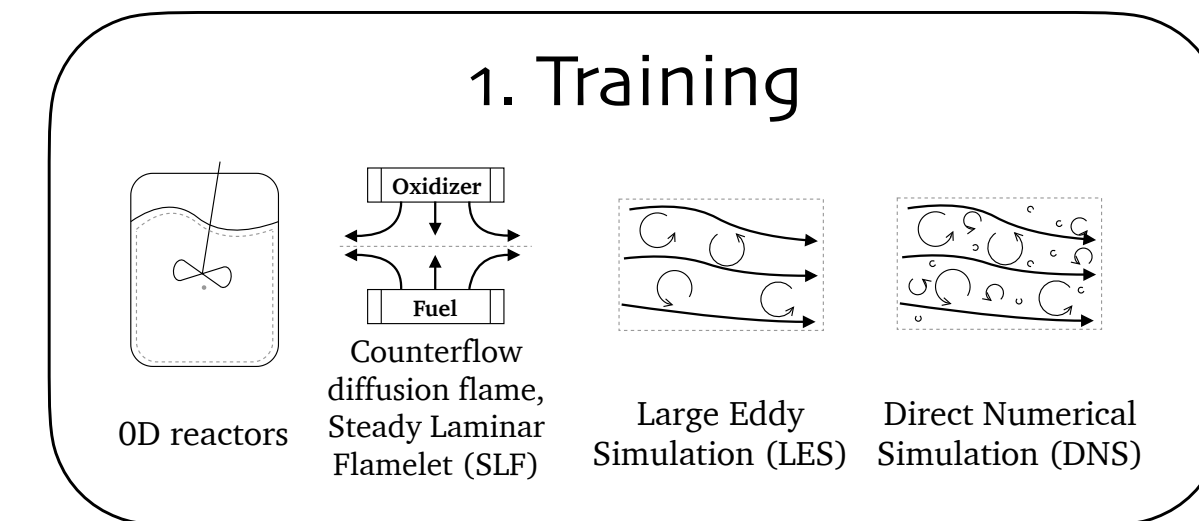 1. Training
0D reactors
Oxidizer
Fuel
Counterflow
diffusion flame,
Steady Laminar
Flamelet (SLF)
Large Eddy
Simulation (LES)
Direct Numerical
Simulation (DNS)